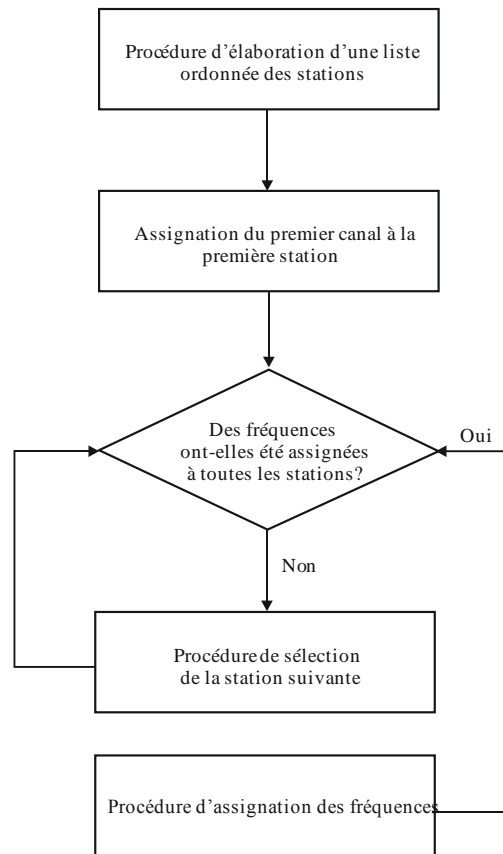 Procédure d'élaboration d'une liste
ordonnée des stations
Assignation du premier canal à la
première station
Des fréquences
ont-elles été assignées
à toutes les stations?
Oui
Non
Procédure de sélection
de la station suivante
Procédure d'assignation des fréquences